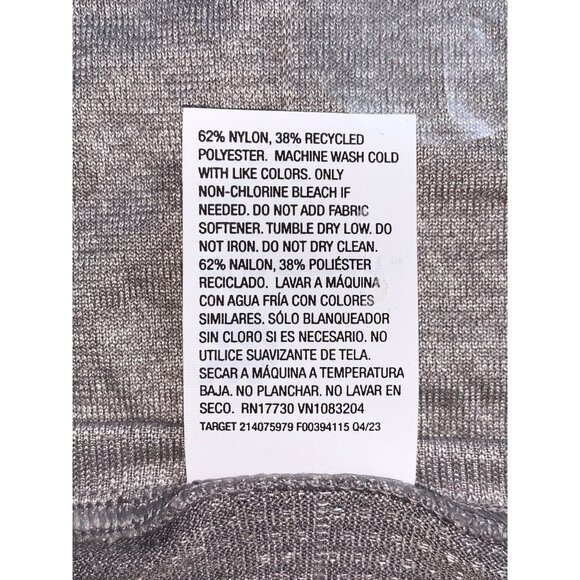 62% NYLON, 38% RECYCLED
POLYESTER. MACHINE WASH COLD
WITH LIKE COLORS. ONLY
NON-CHLORINE BLEACH IF
NEEDED. DO NOT ADD FABRIC
SOFTENER. TUMBLE DRY LOW. DO
NOT IRON. DO NOT DRY CLEAN.
62% NAILON, 38% POLIÉSTER
RECICLADO. LAVAR A MÁQUINA
CON AGUA FRÍA CON COLORES
SIMILARES. SÓLO BLANQUEADOR
SIN CLORO SI ES NECESARIO. NO
UTILICE SUAVIZANTE DE TELA.
SECAR A MÁQUINA A TEMPERATURA
BAJA. NO PLANCHAR. NO LAVAR EN
SECO. RN17730 VN1083204
TARGET 214075979 F00394115 Q4/23